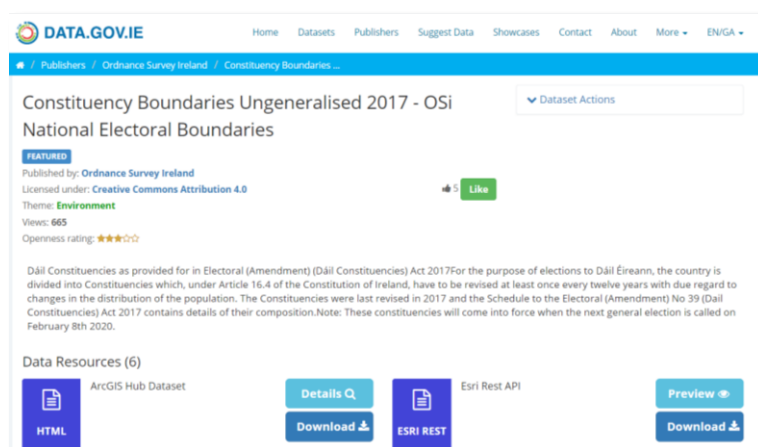 DATA.GOV.IE
Home Datasets Publishers Suggest Data Showcases Contact About More EN/GA
/ Publishers / Ordnance Survey Ireland / Constituency Boundaries ...
Constituency Boundaries Ungeneralised 2017 - OSi
National Electoral Boundaries
Dataset Actions
FEATURED
Published by: Ordnance Survey Ireland
Licensed under: Creative Commons Attribution 4.0
5 Like
Theme: Environment
Views: 665
Openness rating:
Dáil Constituencies as provided for in Electoral (Amendment) (Dáil Constituencies) Act 2017For the purpose of elections to Dáil Éireann, the country is
divided into Constituencies which, under Article 16.4 of the Constitution of Ireland, have to be revised at least once every twelve years with due regard to
changes in the distribution of the population. The Constituencies were last revised in 2017 and the Schedule to the Electoral (Amendment) No 39 (Dail
Constituencies) Act 2017 contains details of their composition.Note: These constituencies will come into force when the next general election is called on
February 8th 2020.
Data Resources (6)
ArcGIS Hub Dataset
HTML
Details
Download
Esri Rest API
ESRI REST
Preview
Download